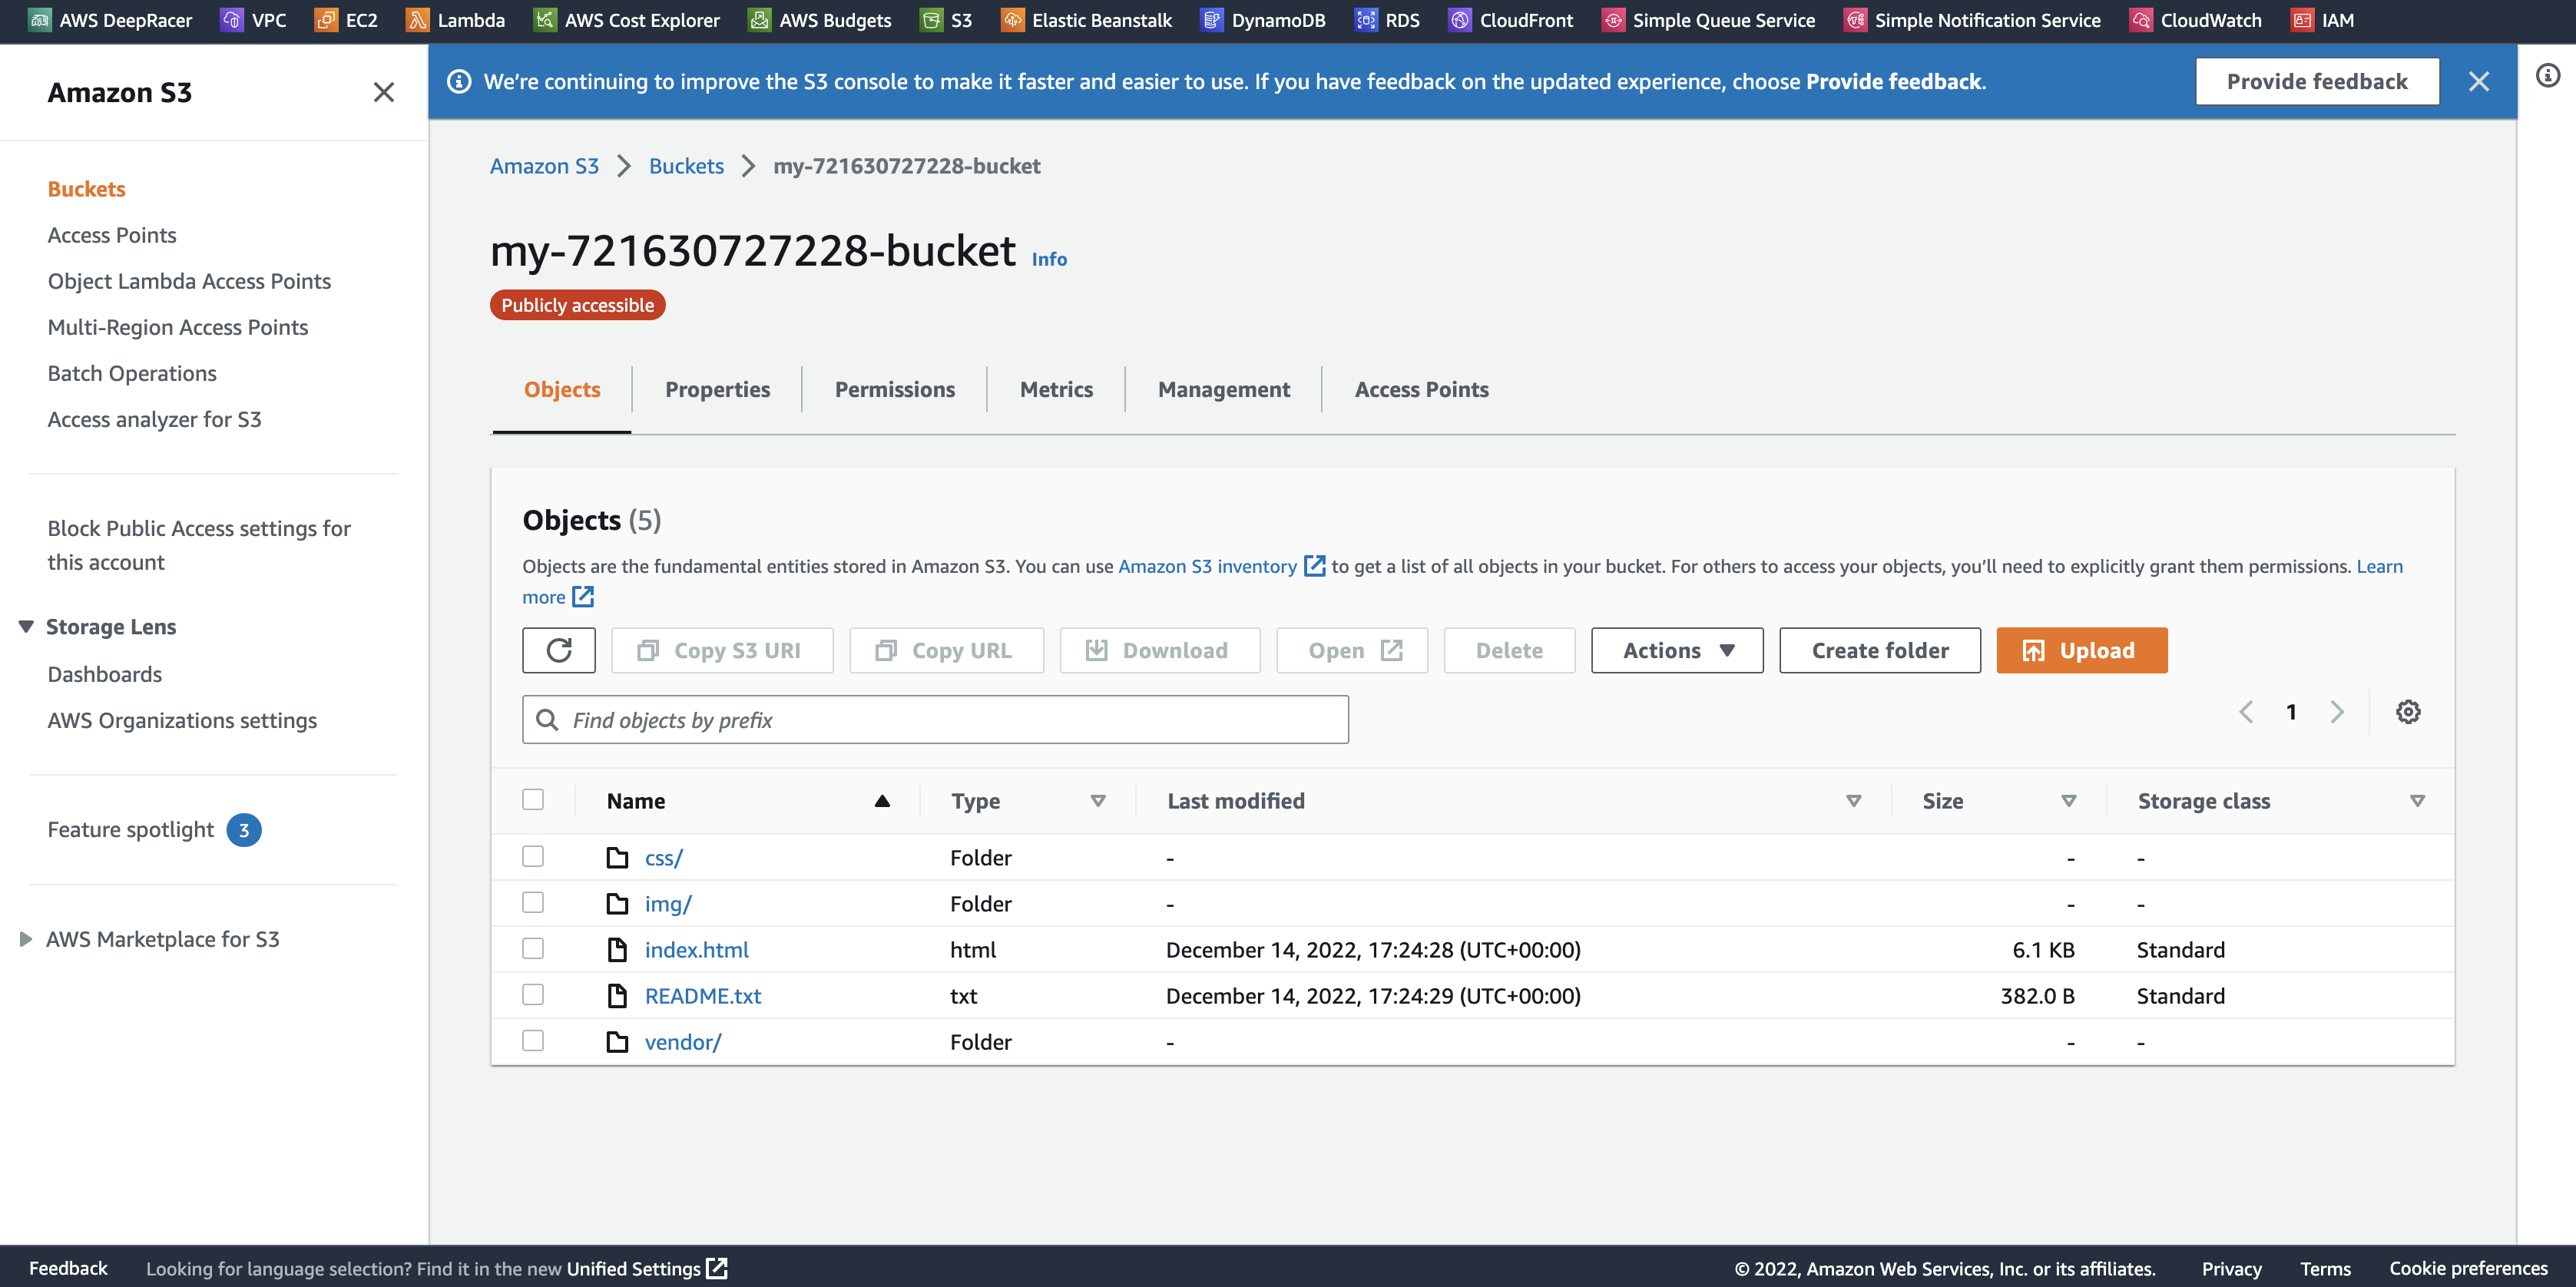 AWS DeepRacer VPC EC2 Lambda AWS Cost Explorer AWS Budgets S3 Elastic Beanstalk DynamoDB RDS CloudFront Simple Queue Service Simple Notification Service CloudWatch IAM
Amazon S3
Buckets
Access Points
Object Lambda Access Points
Multi-Region Access Points
Batch Operations
Access analyzer for S3
Block Public Access settings for
this account
Storage Lens
Dashboards
AWS Organizations settings
Feature spotlight 3
AWS Marketplace for S3
We’re continuing to improve the S3 console to make it faster and easier to use. If you have feedback on the updated experience, choose Provide feedback. Provide feedback
Amazon S3 Buckets my-721630727228-bucket
my-721630727228-bucket Info
Publicly accessible
Objects Properties Permissions Metrics Management Access Points
Objects (5)
Objects are the fundamental entities stored in Amazon S3. You can use Amazon S3 inventory to get a list of all objects in your bucket. For others to access your objects, you’ll need to explicitly grant them permissions. Learn
more
Copy S3 URI Copy URL Download Open Delete Actions Create folder Upload
Find objects by prefix 1
Name Type Last modified Size Storage class
css/ Folder - - -
img/ Folder - - -
index.html html December 14, 2022, 17:24:28 (UTC+00:00) 6.1 KB Standard
README.txt txt December 14, 2022, 17:24:29 (UTC+00:00) 382.0 B Standard
vendor/ Folder - - -
Feedback Looking for language selection? Find it in the new Unified Settings © 2022, Amazon Web Services, Inc. or its affiliates. Privacy Terms Cookie preferences